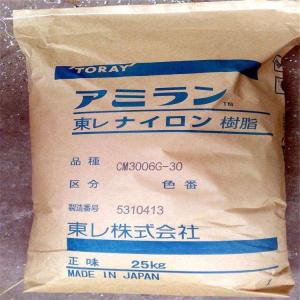 TORAY
アミラン TM
東レナイロン樹脂
品種 CM3006G-30
区分 色番
製造番号 5310413
東レ株式会社
正味 25kg
MADE IN JAPAN